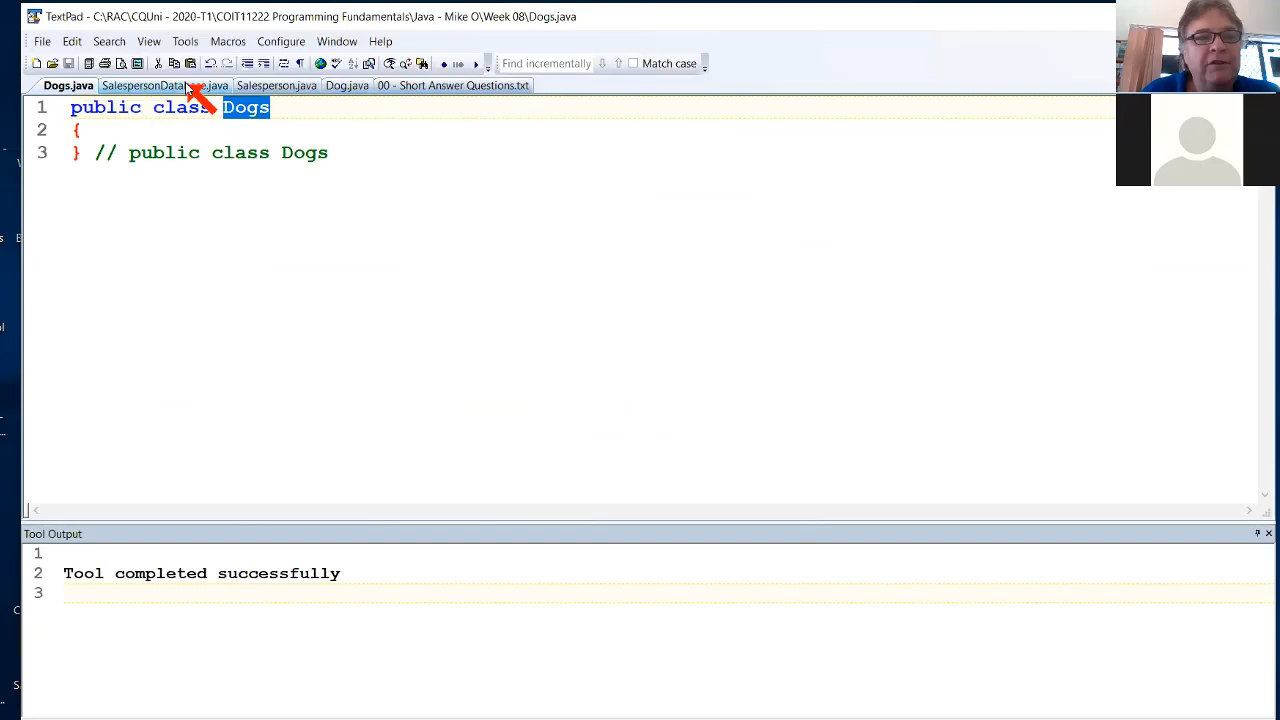 TextPad - C:\RAC\CQUni - 2020-T1\COIT11222 Programming Fundamentals\Java - Mike O\Week 08\Dogs.java
File Edit Search View Tools Macros Configure Window Help
Find incrementally Match case
Dogs.java SalespersonDatabase.java Salesperson.java Dog.java 00 - Short Answer Questions.txt
1 public class Dogs
2 {
3 } // public class Dogs
Tool Output
1
2 Tool completed successfully
3